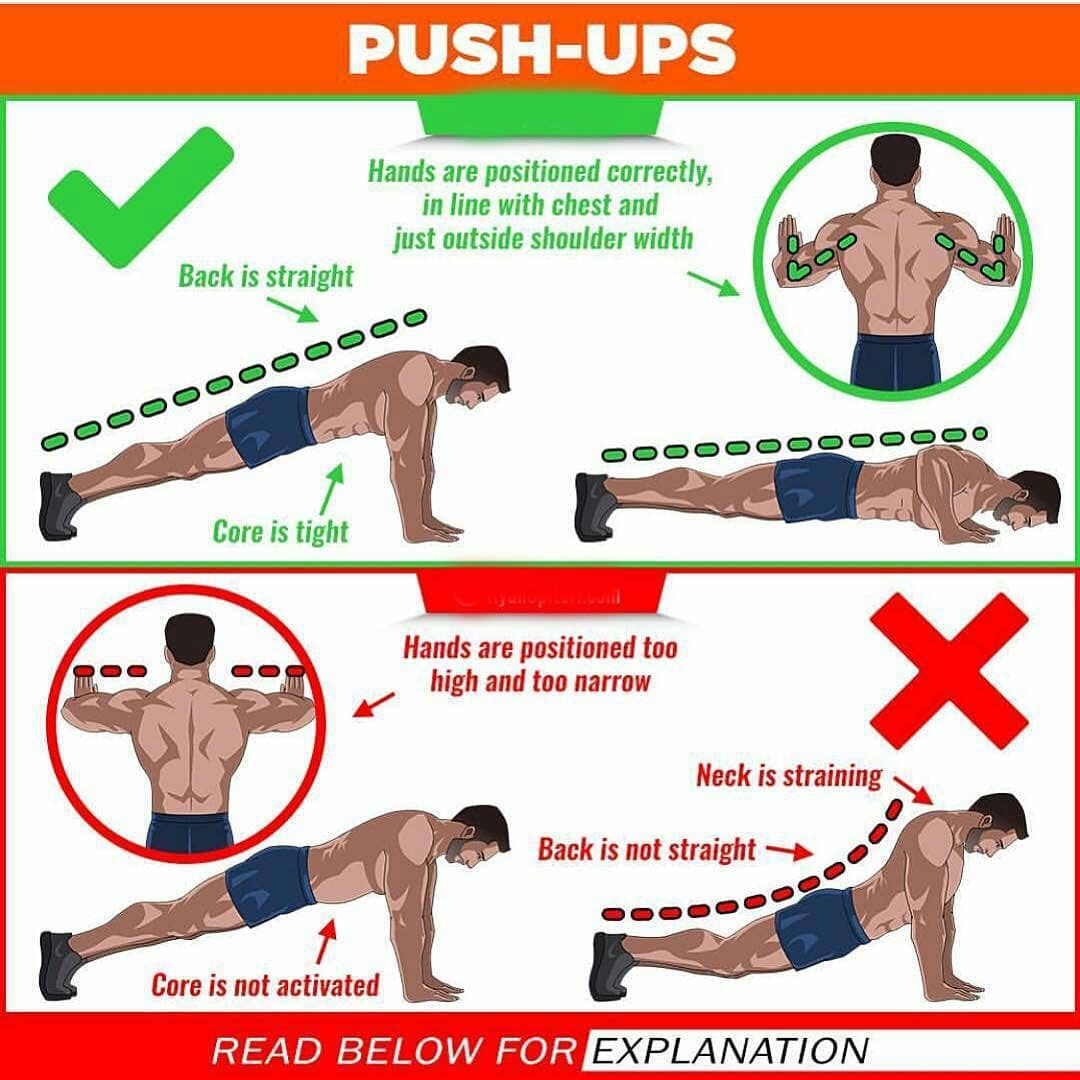 PUSH-UPS
Hands are positioned correctly,
in line with chest and
just outside shoulder width
Back is straight
Core is tight
Hands are positioned too
high and too narrow
Neck is straining
Back is not straight
Core is not activated
READ BELOW FOR EXPLANATION